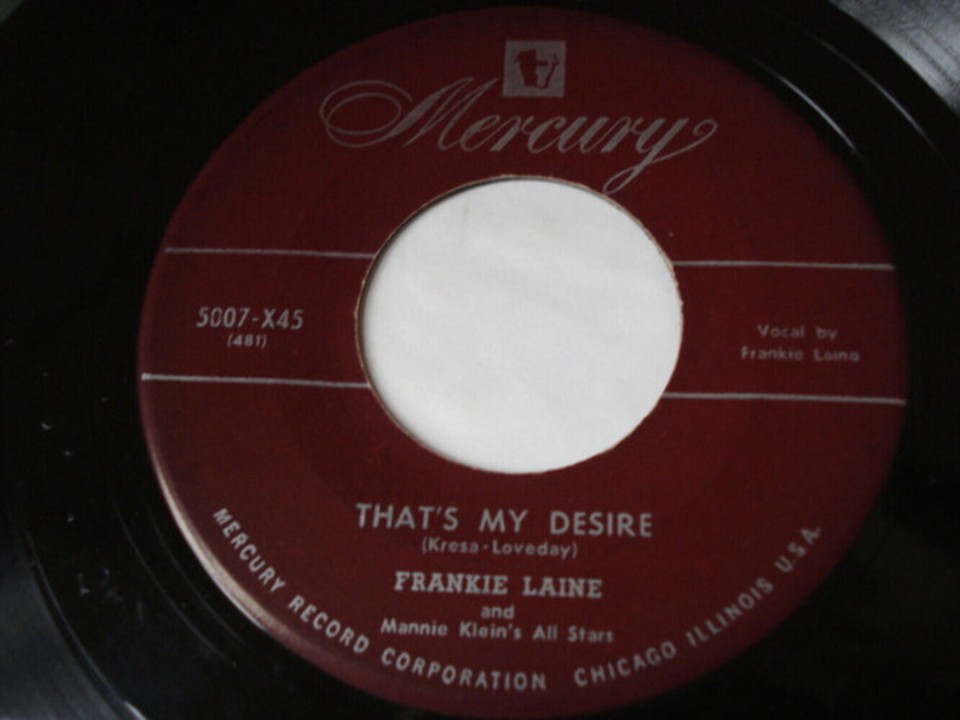 Mercury
5007-X45
(481)
Vocal by
Frankie Laine
THAT'S MY DESIRE
(Kresa-Loveday)
FRANKIE LAINE
and
Mannie Klein's All Stars
MERCURY RECORD CORPORATION CHICAGO ILLINOIS U.S.A.